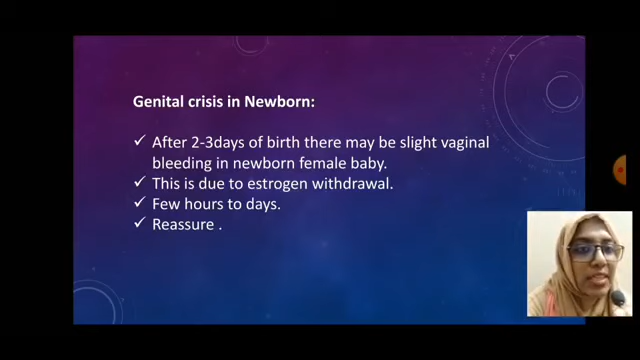 Genital crisis in Newborn:
✓ After 2-3days of birth there may be slight vaginal
bleeding in newborn female baby.
✓ This is due to estrogen withdrawal.
✓ Few hours to days.
✓ Reassure .